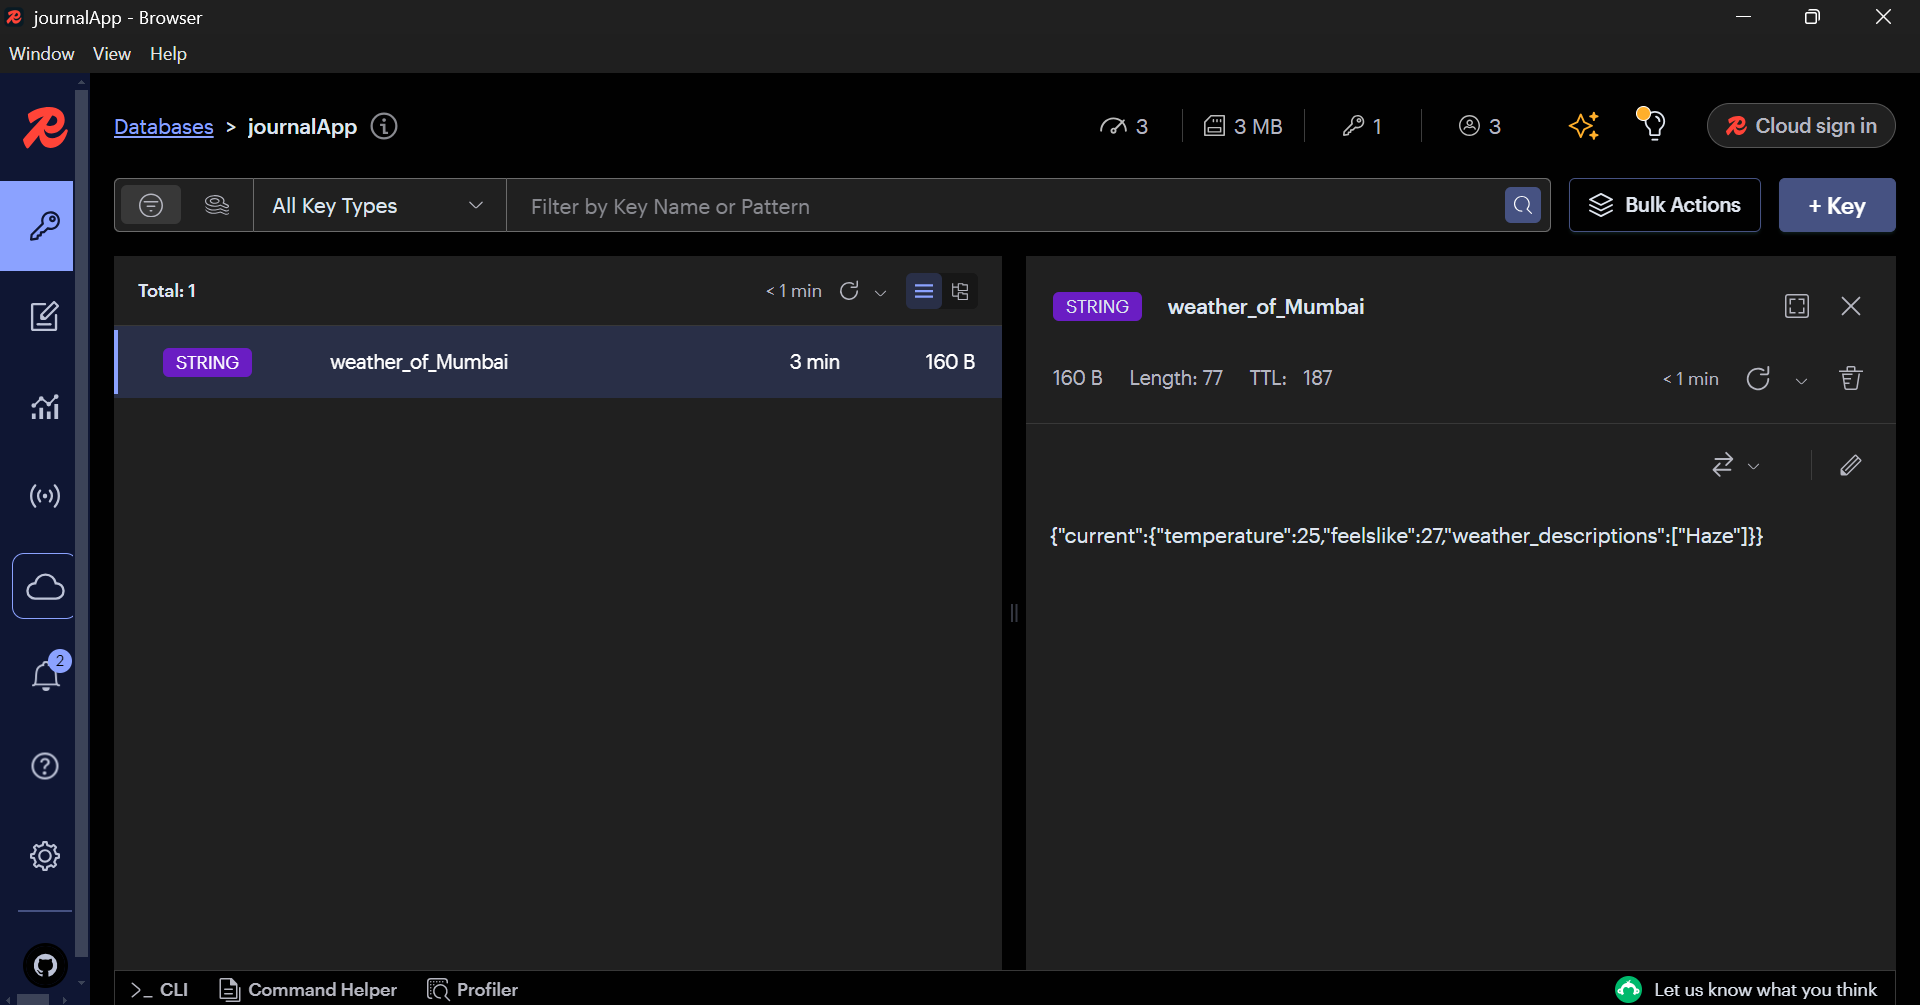 journalApp - Browser
Window View Help
Databases > journalApp
3 3 MB 1 3 Cloud sign in
All Key Types Filter by Key Name or Pattern Bulk Actions + Key
Total: 1 < 1 min
STRING weather_of_Mumbai 3 min 160 B
STRING weather_of_Mumbai
160 B Length: 77 TTL: 187 < 1 min
{"current":{"temperature":25,"feelslike":27,"weather_descriptions":["Haze"]}}
2
>_ CLI Command Helper Profiler Let us know what you think